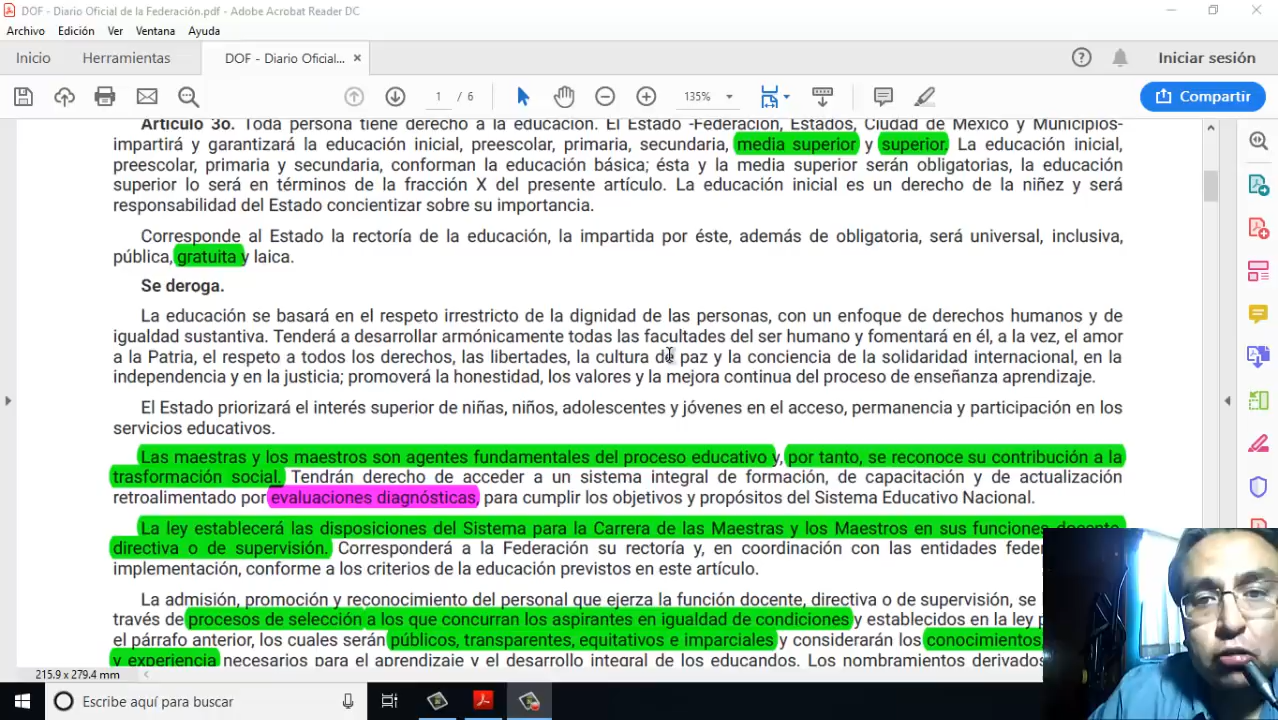 DOF - Diario Oficial de la Federación.pdf - Adobe Acrobat Reader DC
Archivo Edición Ver Ventana Ayuda
Inicio Herramientas DOF - Diario Oficial... × Iniciar sesión
1 / 6 135% Compartir
Artículo 3o. Toda persona tiene derecho a la educación. El Estado -Federación, Estados, Ciudad de México y Municipios-
impartirá y garantizará la educación inicial, preescolar, primaria, secundaria, media superior y superior. La educación inicial,
preescolar, primaria y secundaria, conforman la educación básica; ésta y la media superior serán obligatorias, la educación
superior lo será en términos de la fracción X del presente artículo. La educación inicial es un derecho de la niñez y será
responsabilidad del Estado concientizar sobre su importancia.
Corresponde al Estado la rectoría de la educación, la impartida por éste, además de obligatoria, será universal, inclusiva,
pública, gratuita y laica.
Se deroga.
La educación se basará en el respeto irrestricto de la dignidad de las personas, con un enfoque de derechos humanos y de
igualdad sustantiva. Tenderá a desarrollar armónicamente todas las facultades del ser humano y fomentará en él, a la vez, el amor
a la Patria, el respeto a todos los derechos, las libertades, la cultura de paz y la conciencia de la solidaridad internacional, en la
independencia y en la justicia; promoverá la honestidad, los valores y la mejora continua del proceso de enseñanza aprendizaje.
El Estado priorizará el interés superior de niñas, niños, adolescentes y jóvenes en el acceso, permanencia y participación en los
servicios educativos.
Las maestras y los maestros son agentes fundamentales del proceso educativo y, por tanto, se reconoce su contribución a la
trasformación social. Tendrán derecho de acceder a un sistema integral de formación, de capacitación y de actualización
retroalimentado por evaluaciones diagnósticas, para cumplir los objetivos y propósitos del Sistema Educativo Nacional.
La ley establecerá las disposiciones del Sistema para la Carrera de las Maestras y los Maestros en sus funciones docente,
directiva o de supervisión. Corresponderá a la Federación su rectoría y, en coordinación con las entidades
implementación, conforme a los criterios de la educación previstos en este artículo.
La admisión, promoción y reconocimiento del personal que ejerza la función docente, directiva o de supervisión, se
través de procesos de selección a los que concurran los aspirantes en igualdad de condiciones y establecidos en la ley
el párrafo anterior, los cuales serán públicos, transparentes, equitativos e imparciales y considerarán los conocimientos,
y experiencia necesarios para el aprendizaje y el desarrollo integral de los educandos. Los nombramientos derivados
215.9 x 279.4 mm
Escribe aquí para buscar